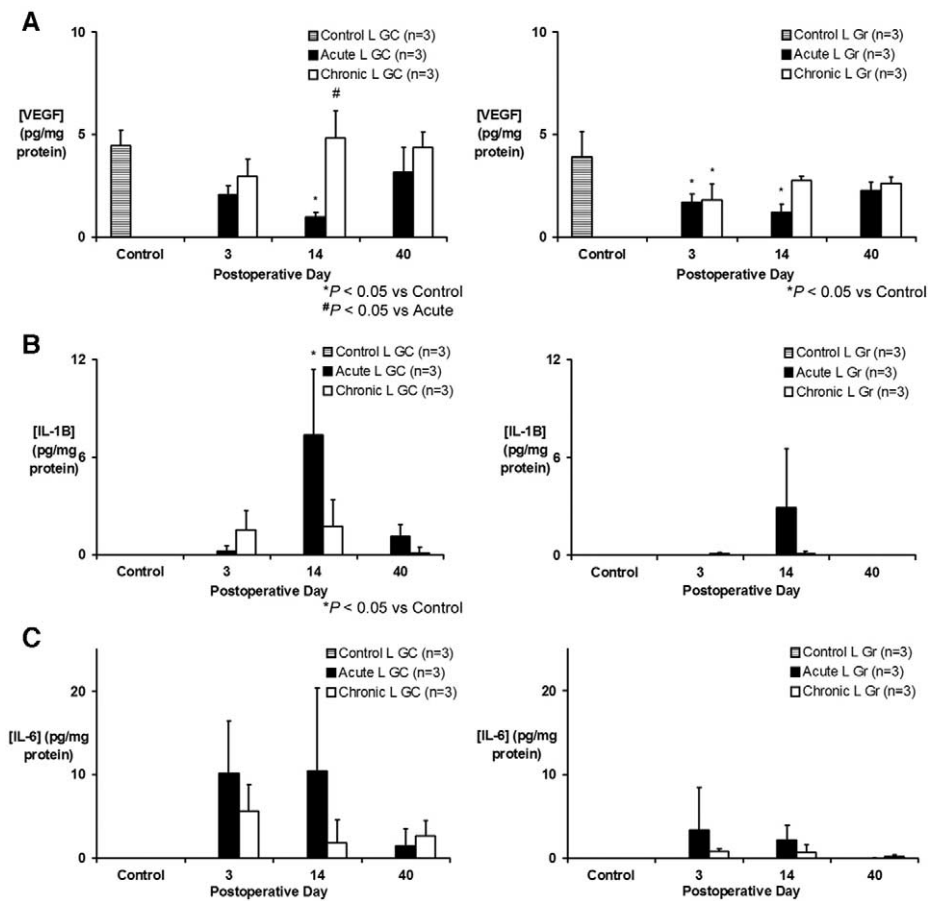 A
10
5
0
[VEGF]
(pg/mg
protein)
Control L GC (n=3)
Acute L GC (n=3)
Chronic L GC (n=3)
#
*
Control 3 14 40
Postoperative Day
*P < 0.05 vs Control
#P < 0.05 vs Acute
10
5
0
[VEGF]
(pg/mg
protein)
Control L Gr (n=3)
Acute L Gr (n=3)
Chronic L Gr (n=3)
* * *
Control 3 14 40
Postoperative Day
*P < 0.05 vs Control
B
12
6
0
[IL-1B]
(pg/mg
protein)
Control L GC (n=3)
Acute L GC (n=3)
Chronic L GC (n=3)
*
Control 3 14 40
Postoperative Day
*P < 0.05 vs Control
12
6
0
[IL-1B]
(pg/mg
protein)
Control L Gr (n=3)
Acute L Gr (n=3)
Chronic L Gr (n=3)
Control 3 14 40
Postoperative Day
C
20
10
0
[IL-6] (pg/mg
protein)
Control L GC (n=3)
Acute L GC (n=3)
Chronic L GC (n=3)
Control 3 14 40
Postoperative Day
20
10
0
[IL-6] (pg/mg
protein)
Control L Gr (n=3)
Acute L Gr (n=3)
Chronic L Gr (n=3)
Control 3 14 40
Postoperative Day